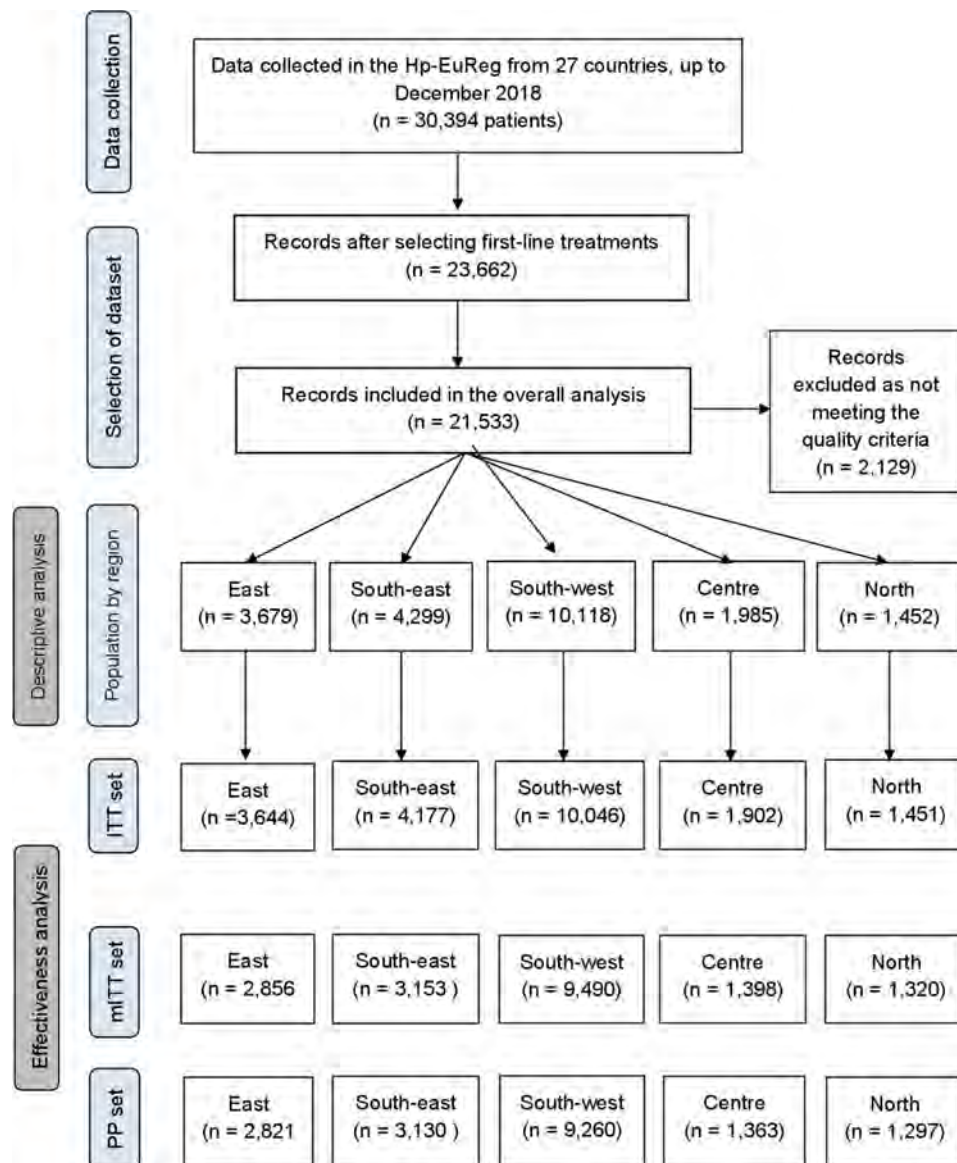 Data collection
Data collected in the Hp-EuReg from 27 countries, up to
December 2018
(n = 30,394 patients)
Selection of dataset
Records after selecting first-line treatments
(n = 23,662)
Records included in the overall analysis
(n = 21,533)
Records
excluded as not
meeting the
quality criteria
(n = 2,129)
Descriptive analysis
Population by region
East
(n = 3,679)
South-east
(n = 4,299)
South-west
(n = 10,118)
Centre
(n = 1,985)
North
(n = 1,452)
Effectiveness analysis
ITT set
East
(n =3,644)
South-east
(n = 4,177)
South-west
(n = 10,046)
Centre
(n = 1,902)
North
(n = 1,451)
mITT set
East
(n = 2,856
South-east
(n = 3,153 )
South-west
(n = 9,490)
Centre
(n = 1,398)
North
(n = 1,320)
PP set
East
(n = 2,821
South-east
(n = 3,130 )
South-west
(n = 9,260)
Centre
(n = 1,363)
North
(n = 1,297)